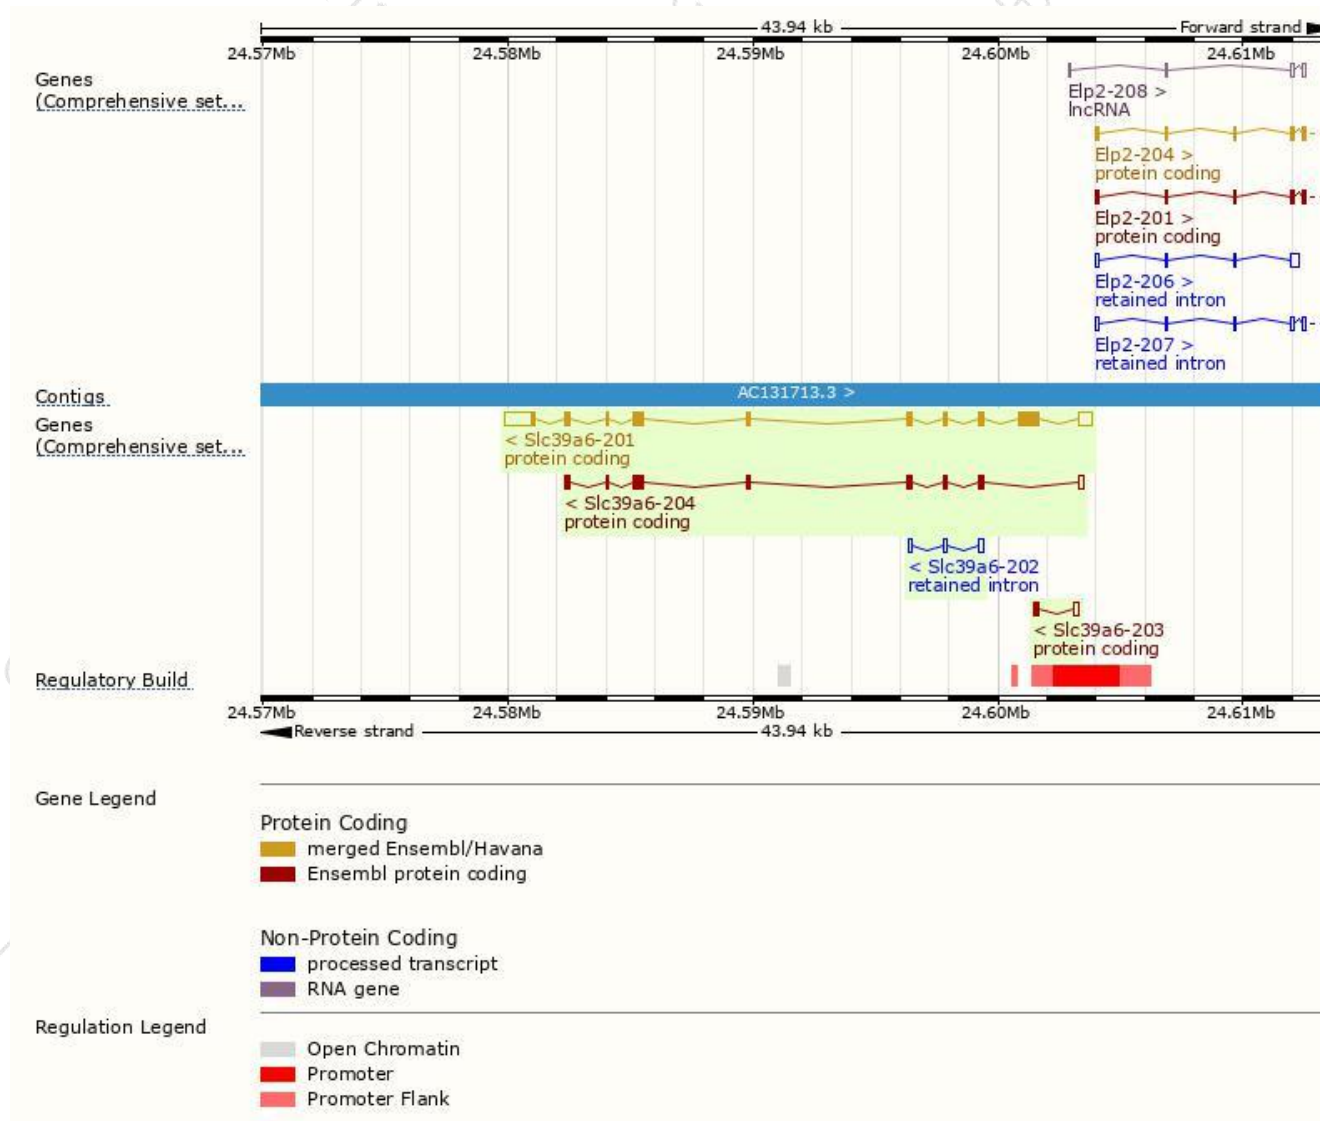 43.94 kb Forward strand
24.57Mb 24.58Mb 24.59Mb 24.60Mb 24.61Mb
Genes
(Comprehensive set...
Elp2-208 >
lncRNA
Elp2-204 >
protein coding
Elp2-201 >
protein coding
Elp2-206 >
retained intron
Elp2-207 >
retained intron
Contigs AC131713.3 >
Genes
(Comprehensive set...
< Slc39a6-201
protein coding
< Slc39a6-204
protein coding
< Slc39a6-202
retained intron
< Slc39a6-203
protein coding
Regulatory Build
24.57Mb 24.58Mb 24.59Mb 24.60Mb 24.61Mb
Reverse strand 43.94 kb
Gene Legend
Protein Coding
merged Ensembl/Havana
Ensembl protein coding
Non-Protein Coding
processed transcript
RNA gene
Regulation Legend
Open Chromatin
Promoter
Promoter Flank